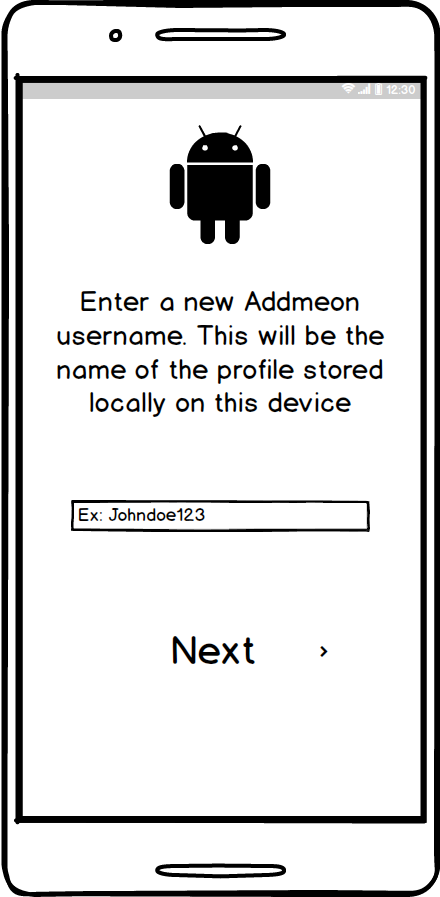 12:30
Enter a new Addmeon
username. This will be the
name of the profile stored
locally on this device
Ex: Johndoe123
Next >